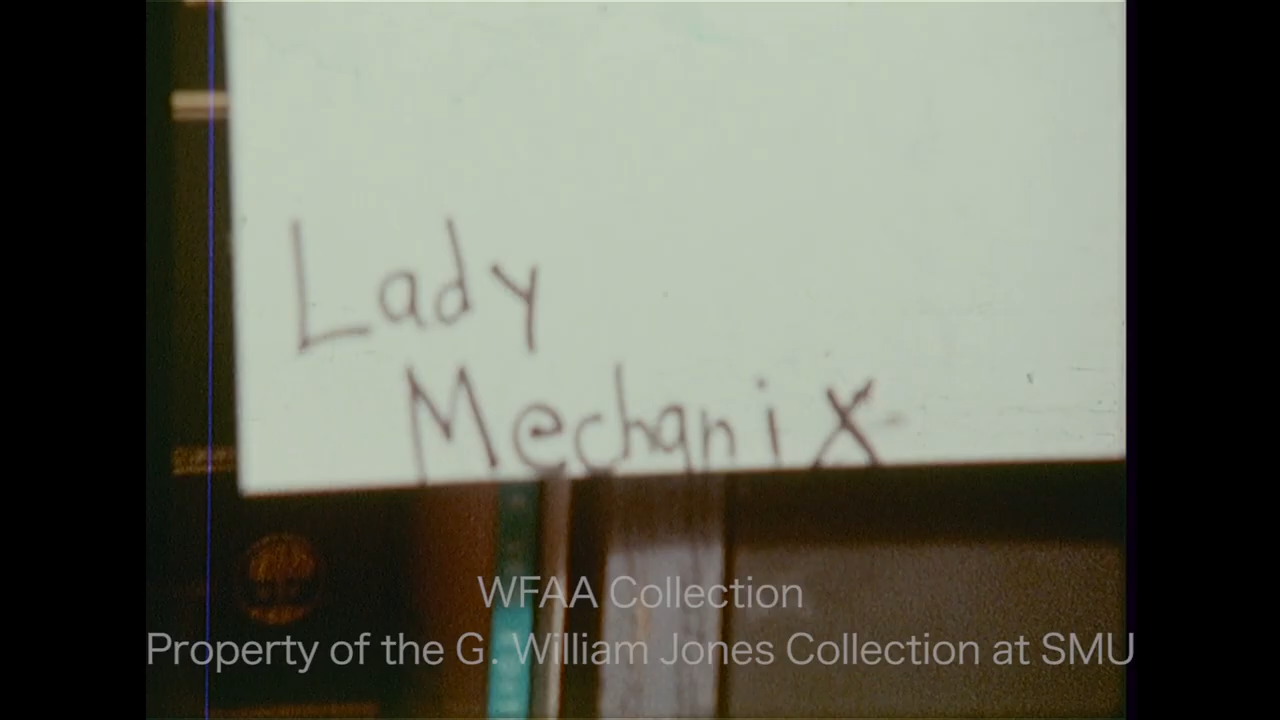 Lady
Mechanix
WFAA Collection
Property of the G. William Jones Collection at SMU